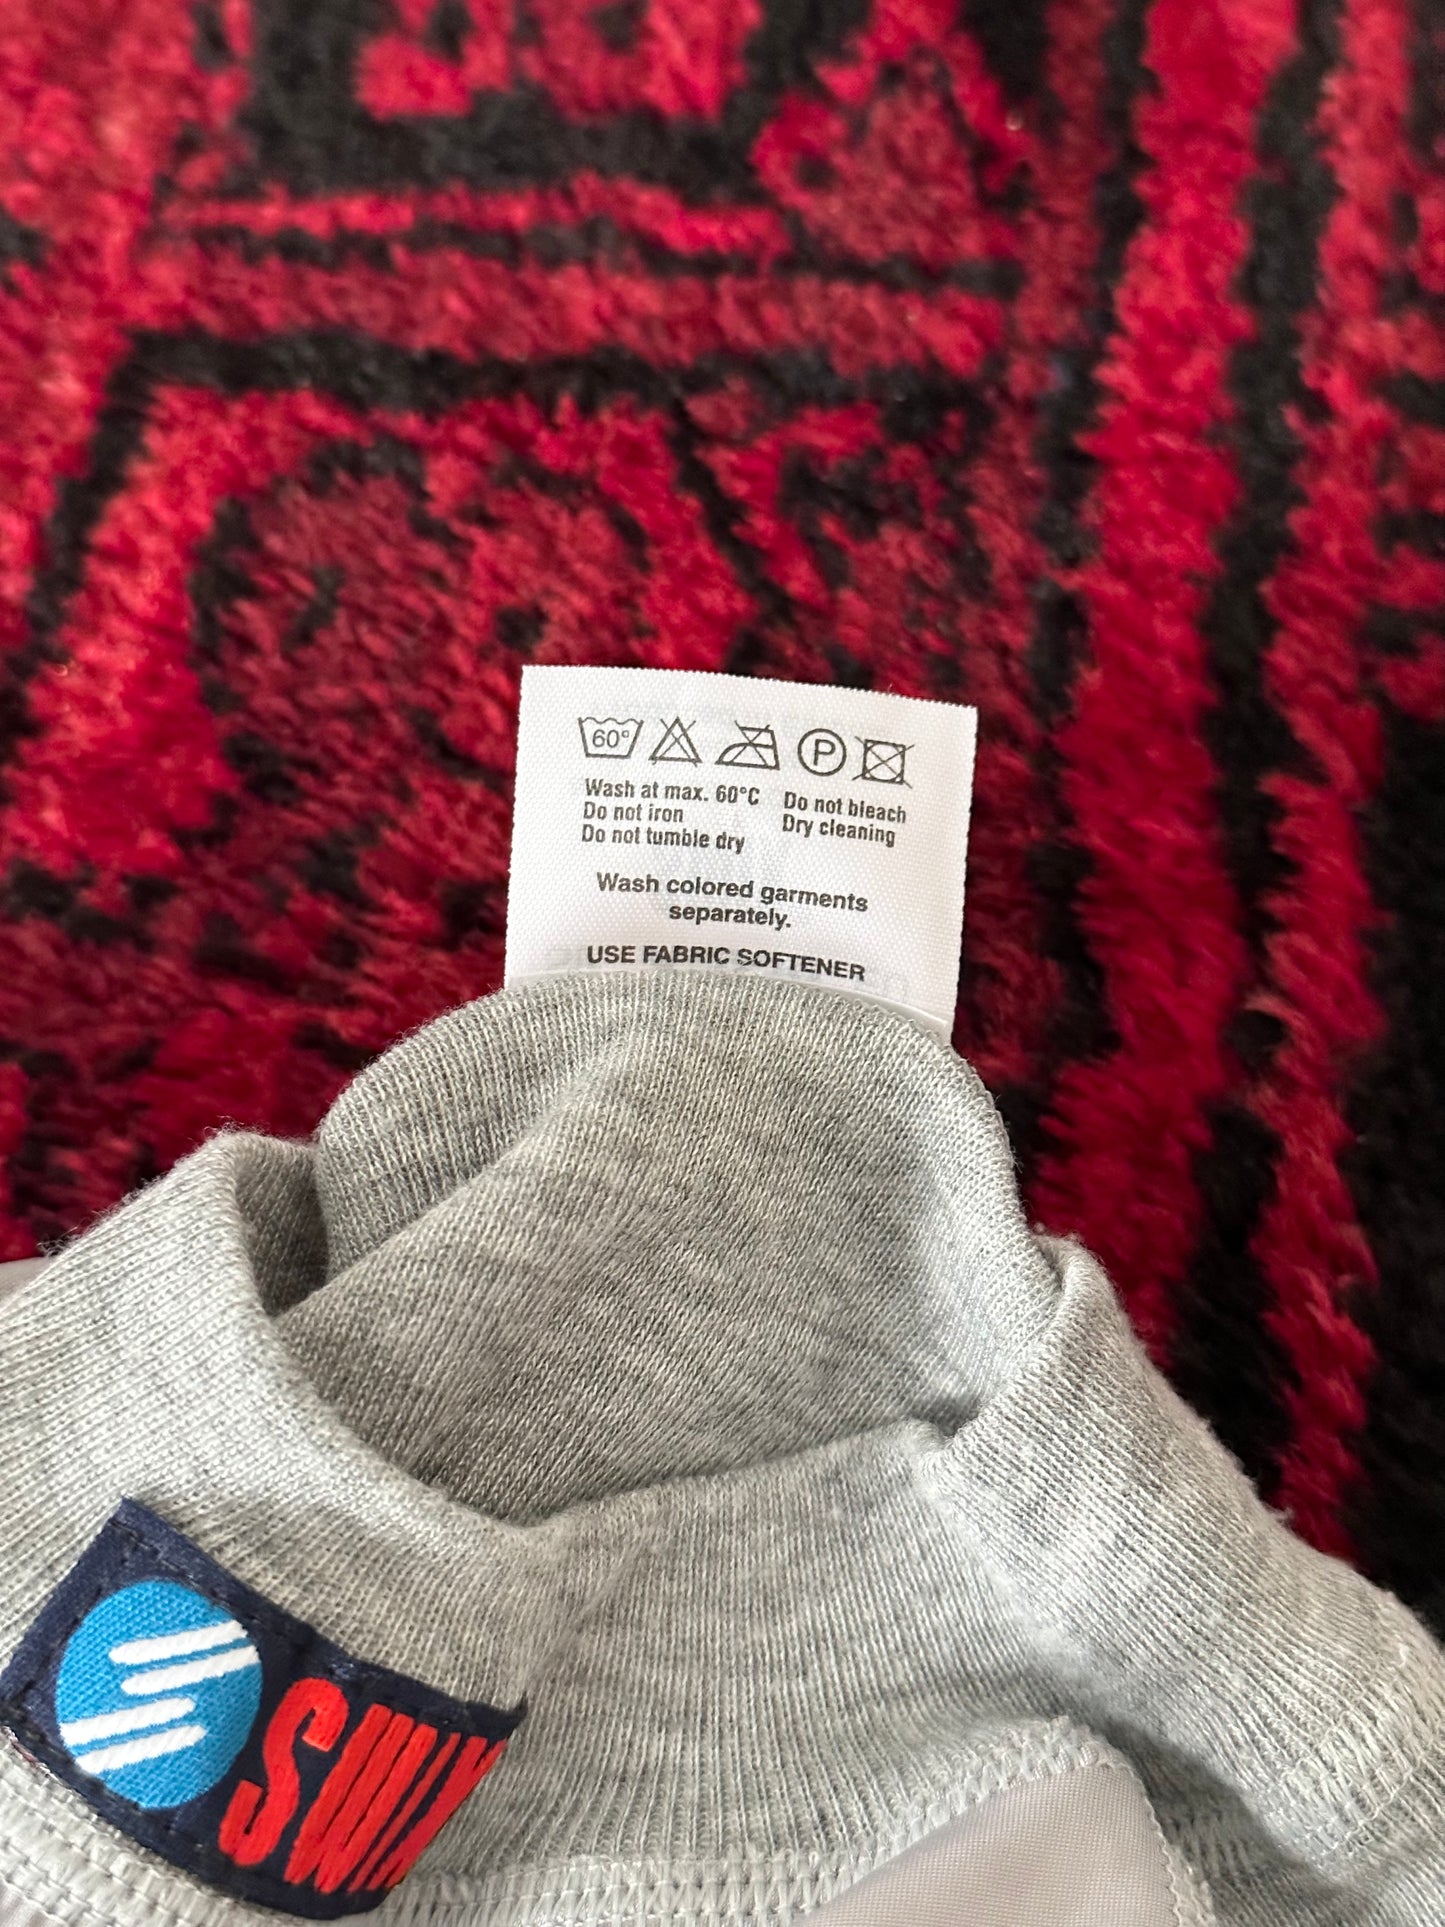 60°
P
Wash at max. 60°C
Do not iron
Do not tumble dry
Do not bleach
Dry cleaning
Wash colored garments
separately.
USE FABRIC SOFTENER